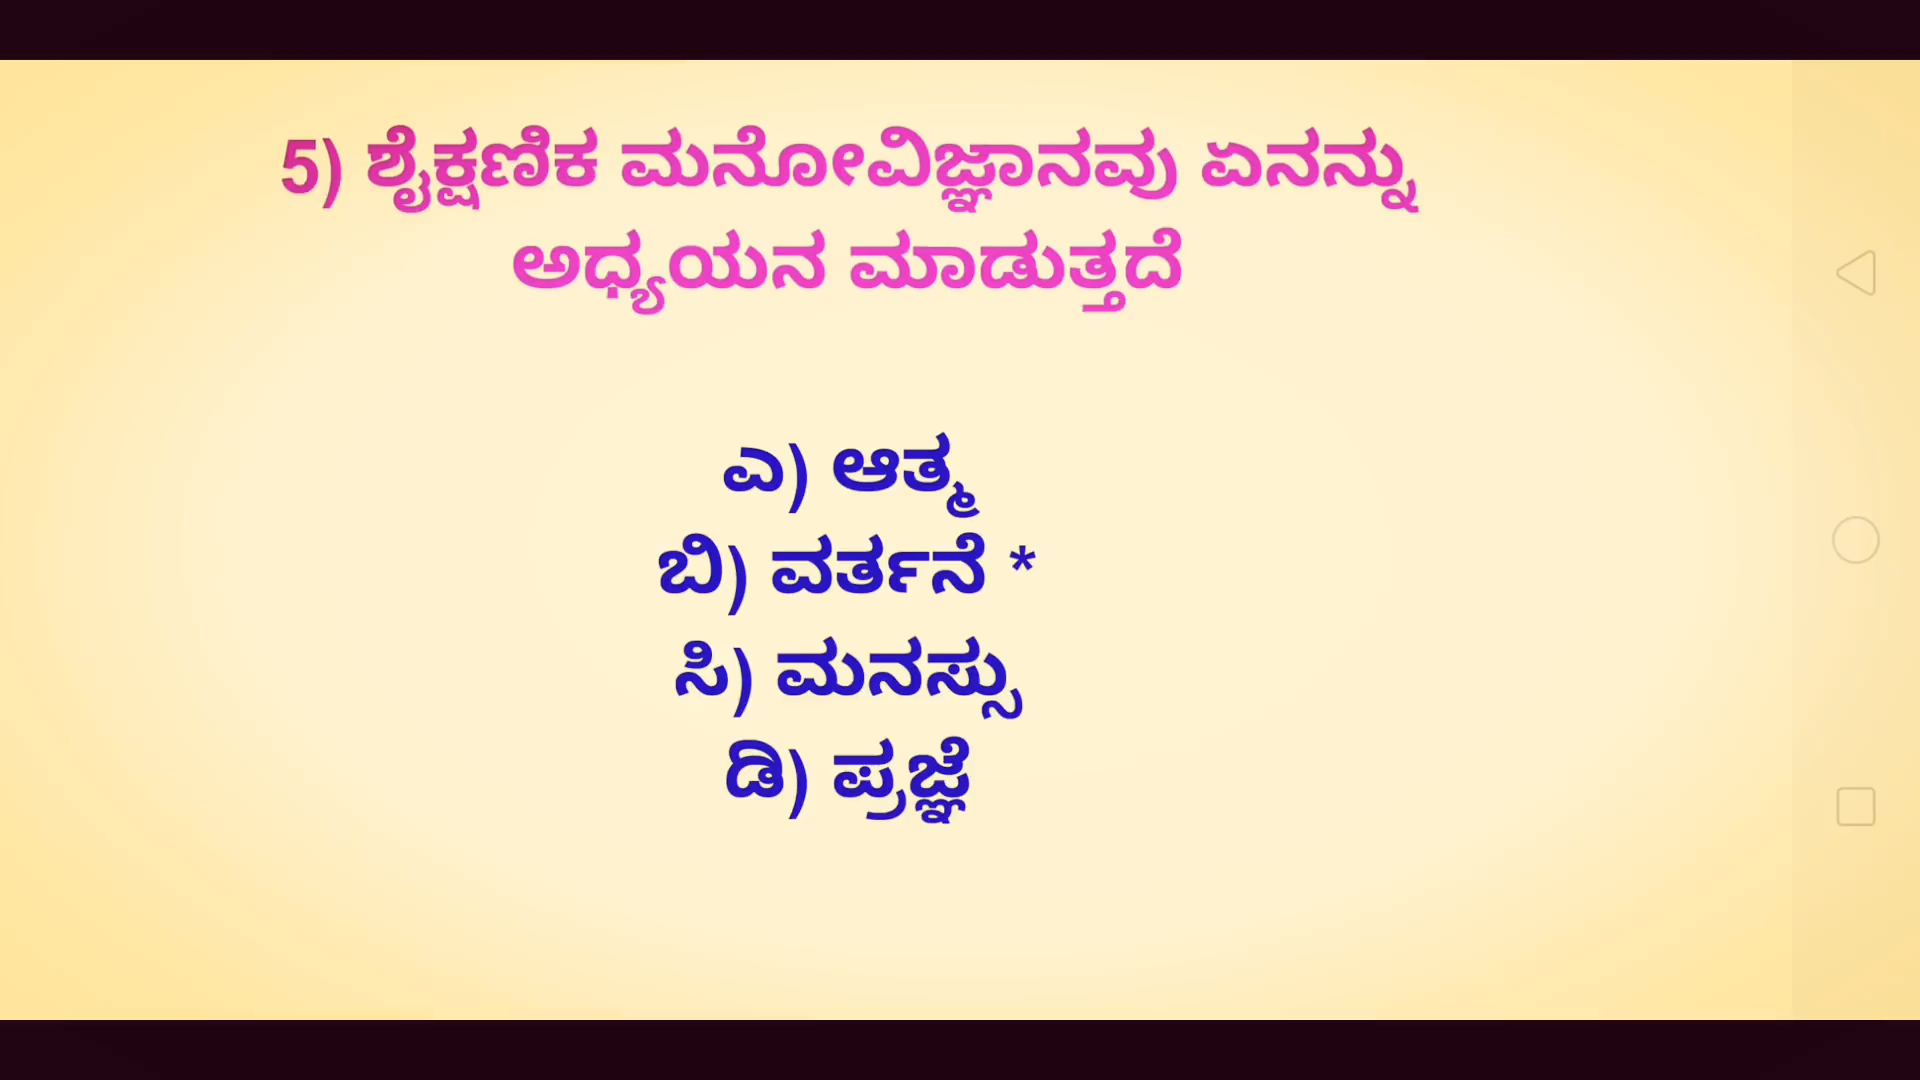 5) ಶೈಕ್ಷಣಿಕ ಮನೋವಿಜ್ಞಾನವು ಏನನ್ನು
ಅಧ್ಯಯನ ಮಾಡುತ್ತದೆ
ಎ) ಆತ್ಮ
ಬಿ) ವರ್ತನೆ *
ಸಿ) ಮನಸ್ಸು
ಡಿ) ಪ್ರಜ್ಞೆ